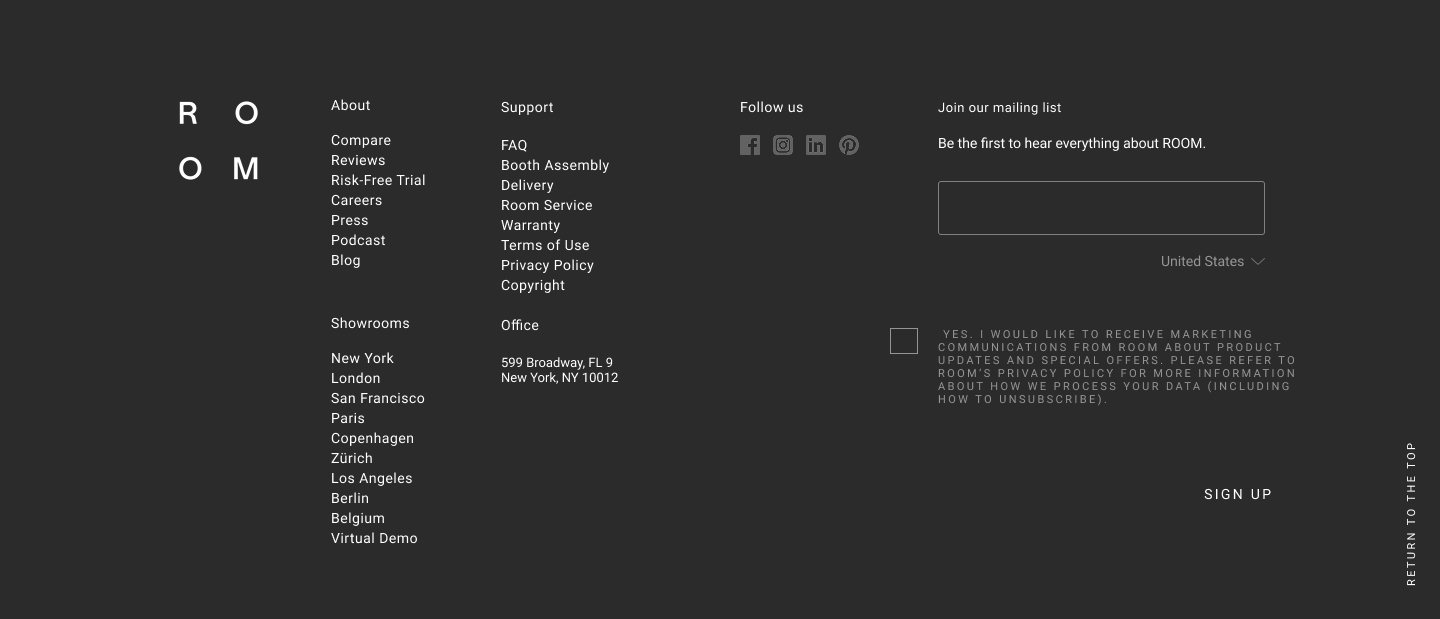 R O
O M
About
Compare
Reviews
Risk-Free Trial
Careers
Press
Podcast
Blog
Showrooms
New York
London
San Francisco
Paris
Copenhagen
Zürich
Los Angeles
Berlin
Belgium
Virtual Demo
Support
FAQ
Booth Assembly
Delivery
Room Service
Warranty
Terms of Use
Privacy Policy
Copyright
Office
599 Broadway, FL 9
New York, NY 10012
Follow us
Join our mailing list
Be the first to hear everything about ROOM.
United States
YES. I WOULD LIKE TO RECEIVE MARKETING
COMMUNICATIONS FROM ROOM ABOUT PRODUCT
UPDATES AND SPECIAL OFFERS. PLEASE REFER TO
ROOM'S PRIVACY POLICY FOR MORE INFORMATION
ABOUT HOW WE PROCESS YOUR DATA (INCLUDING
HOW TO UNSUBSCRIBE).
SIGN UP
RETURN TO THE TOP